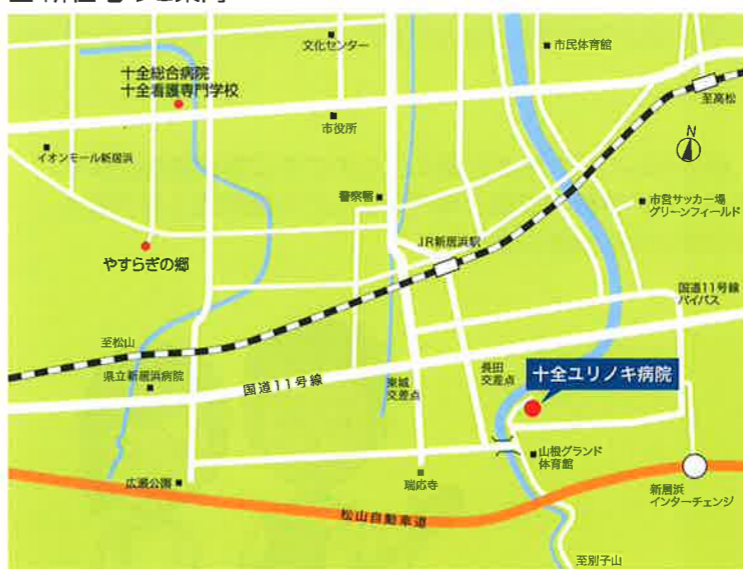 文化センター
市民体育館
十全総合病院
十全看護専門学校
至高松
市役所
N
イオンモール新居浜
警察署
市営サッカー場
グリーンフィールド
JR新居浜駅
やすらぎの郷
国道11号線
バイパス
至松山
県立新居浜病院
国道11号線
東城
交差点
長田
交差点
十全ユリノキ病院
山根グランド
体育館
広瀬公園
瑞応寺
新居浜
インターチェンジ
松山自動車道
至別子山